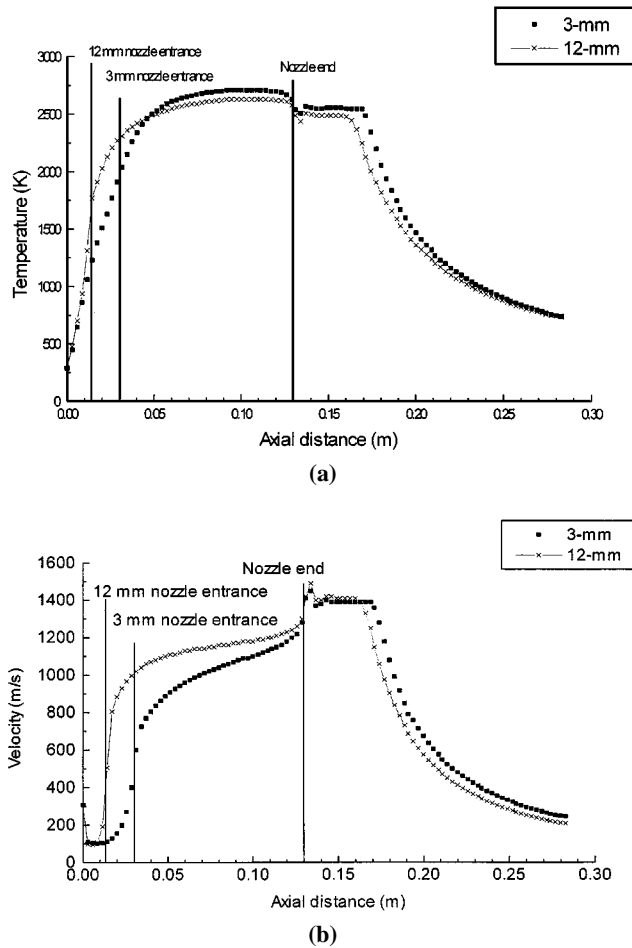 3-mm
12-mm
12 mm nozzle entrance
3 mm nozzle entrance
Nozzle end
3000
2500
2000
1500
1000
500
0
Temperature (K)
0.00 0.05 0.10 0.15 0.20 0.25 0.30
Axial distance (m)
(a)
3-mm
12-mm
Nozzle end
12 mm nozzle entrance
3 mm nozzle entrance
1600
1400
1200
1000
800
600
400
200
0
Velocity (m/s)
0.00 0.05 0.10 0.15 0.20 0.25 0.30
Axial distance (m)
(b)